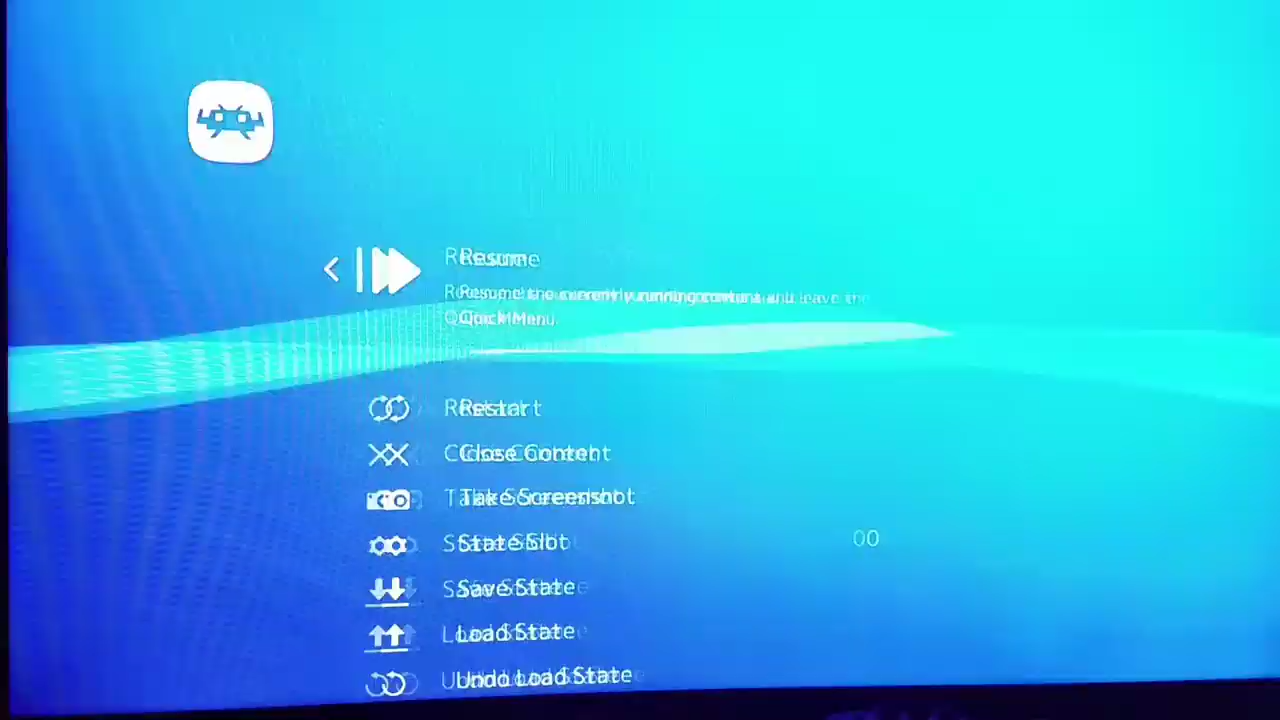 Resume
Resume the currently running content and leave the
Quick Menu.
Restart
Close Content
Take Screenshot
State Slot
0
Save State
Load State
Undo Load State